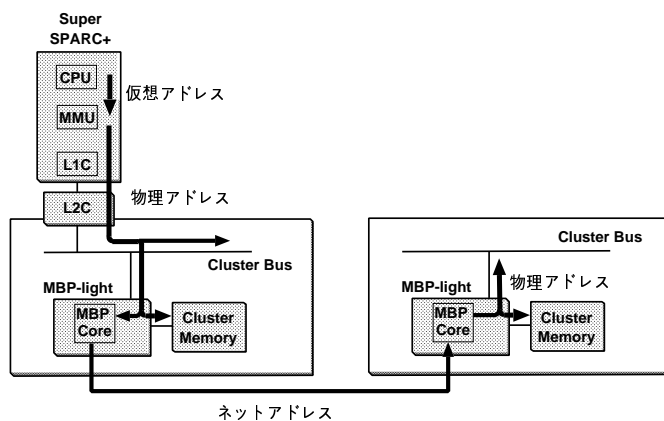 Super
SPARC+
CPU
仮想アドレス
MMU
L1C
物理アドレス
L2C
Cluster Bus
MBP-light
MBP
Core
Cluster
Memory
Cluster Bus
物理アドレス
MBP-light
MBP
Core
Cluster
Memory
ネットアドレス